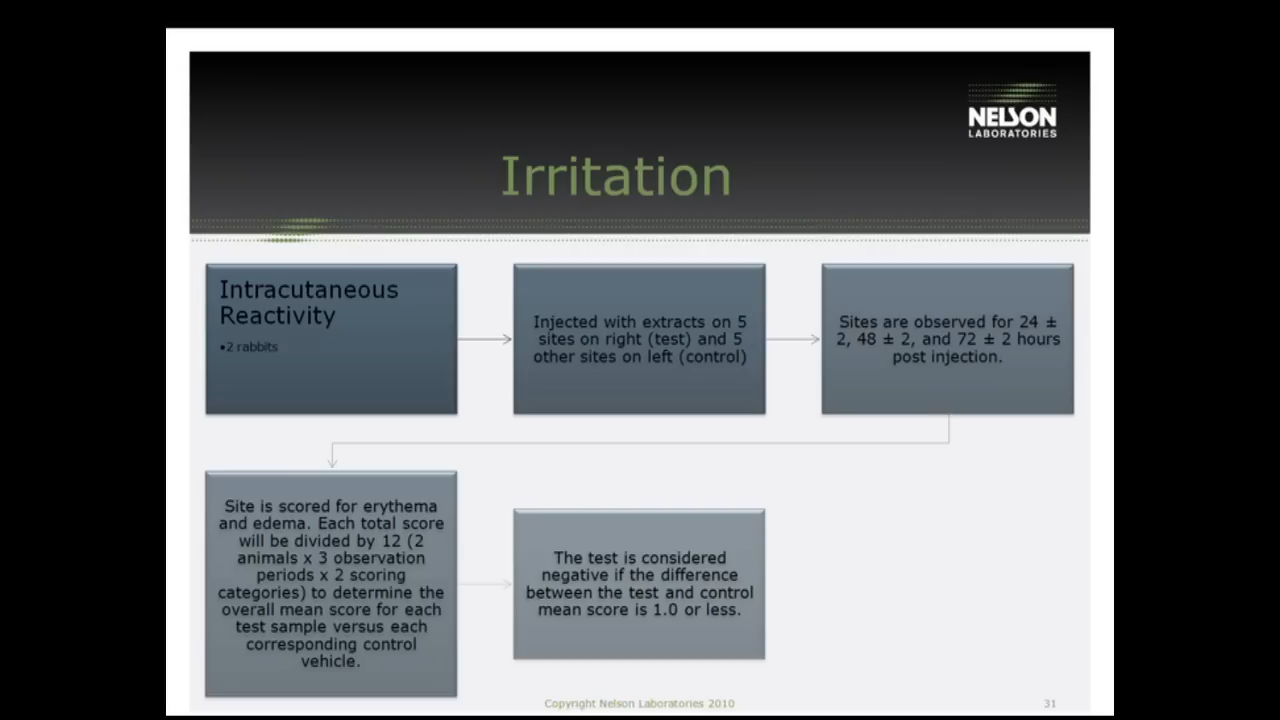 NELSON
LABORATORIES
Irritation
Intracutaneous
Reactivity
•2 rabbits
Injected with extracts on 5
sites on right (test) and 5
other sites on left (control)
Sites are observed for 24 ±
2, 48 ± 2, and 72 ± 2 hours
post injection.
Site is scored for erythema
and edema. Each total score
will be divided by 12 (2
animals x 3 observation
periods x 2 scoring
categories) to determine the
overall mean score for each
test sample versus each
corresponding control
vehicle.
The test is considered
negative if the difference
between the test and control
mean score is 1.0 or less.
Copyright Nelson Laboratories 2010
31